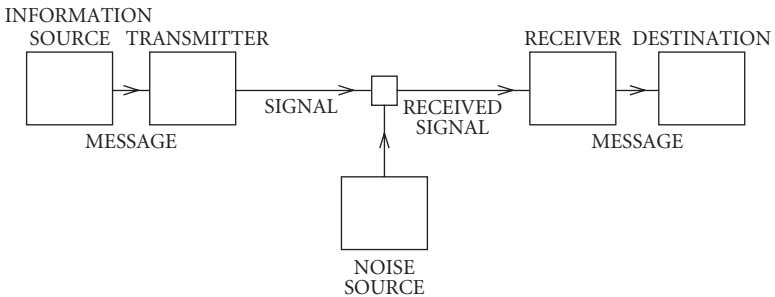 INFORMATION
SOURCE
TRANSMITTER
RECEIVER
DESTINATION
SIGNAL
RECEIVED
SIGNAL
MESSAGE
MESSAGE
NOISE
SOURCE